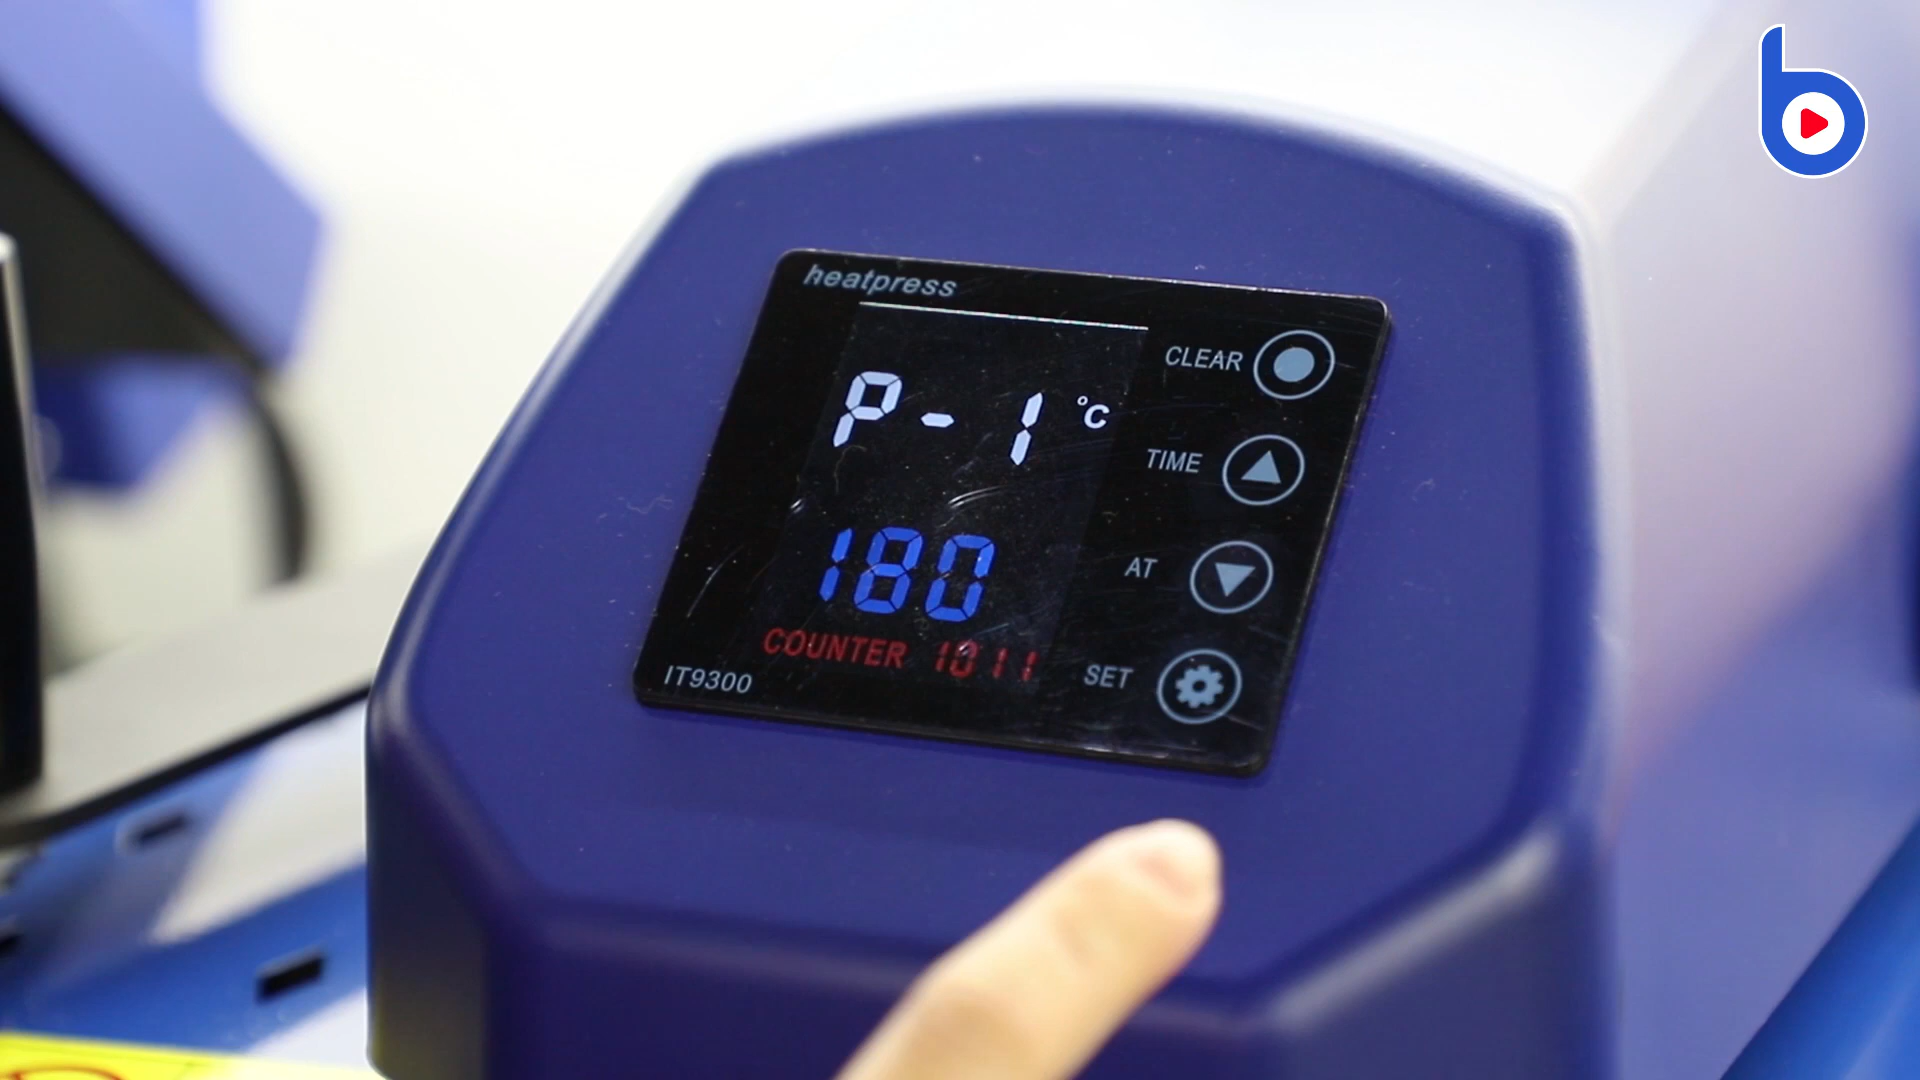 heatpress
CLEAR
P-1 °C
TIME
AT
180
COUNTER 1011
SET
IT9300
b